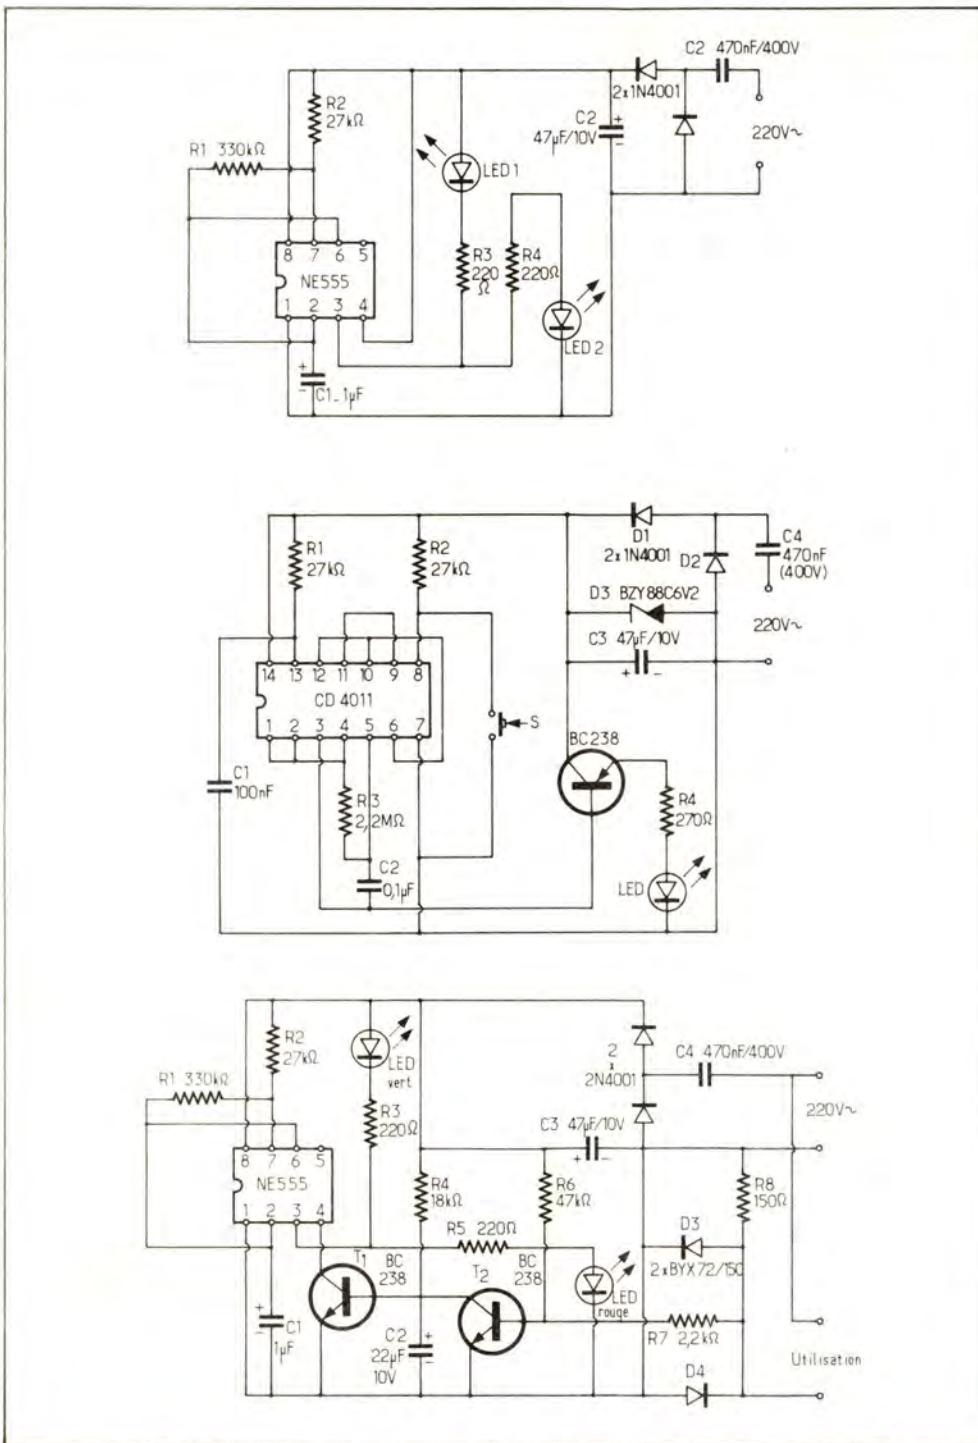 C2 470nF/400V
2x1N4001
R2
27kΩ
C2
47µF/10V
+
-
220V~
R1 330kΩ
LED 1
8 7 6 5
NE555
1 2 3 4
R3
220
Ω
R4
220Ω
LED 2
+
-
C1_1µF
R1
27kΩ
R2
27kΩ
D1
2x1N4001
D2
C4
470nF
(400V)
D3 BZY88C6V2
220V~
C3 47µF/10V
+ -
14 13 12 11 10 9 8
CD 4011
1 2 3 4 5 6 7
S
BC238
C1
100nF
R3
2,2MΩ
R4
270Ω
C2
0,1µF
LED
R2
27kΩ
LED
vert
2
x
2N4001
C4 470nF/400V
R1 330kΩ
R3
220Ω
220V~
C3 47µF/10V
+ -
8 7 6 5
NE555
1 2 3 4
R4
18kΩ
R6
47kΩ
R8
150Ω
R5 220Ω
D3
2xBYX72/150
T1 BC
238
T2 BC
238
LED
rouge
+
-
C1
1µF
C2
22µF
10V
+
-
R7 2,2kΩ
D4
Utilisation